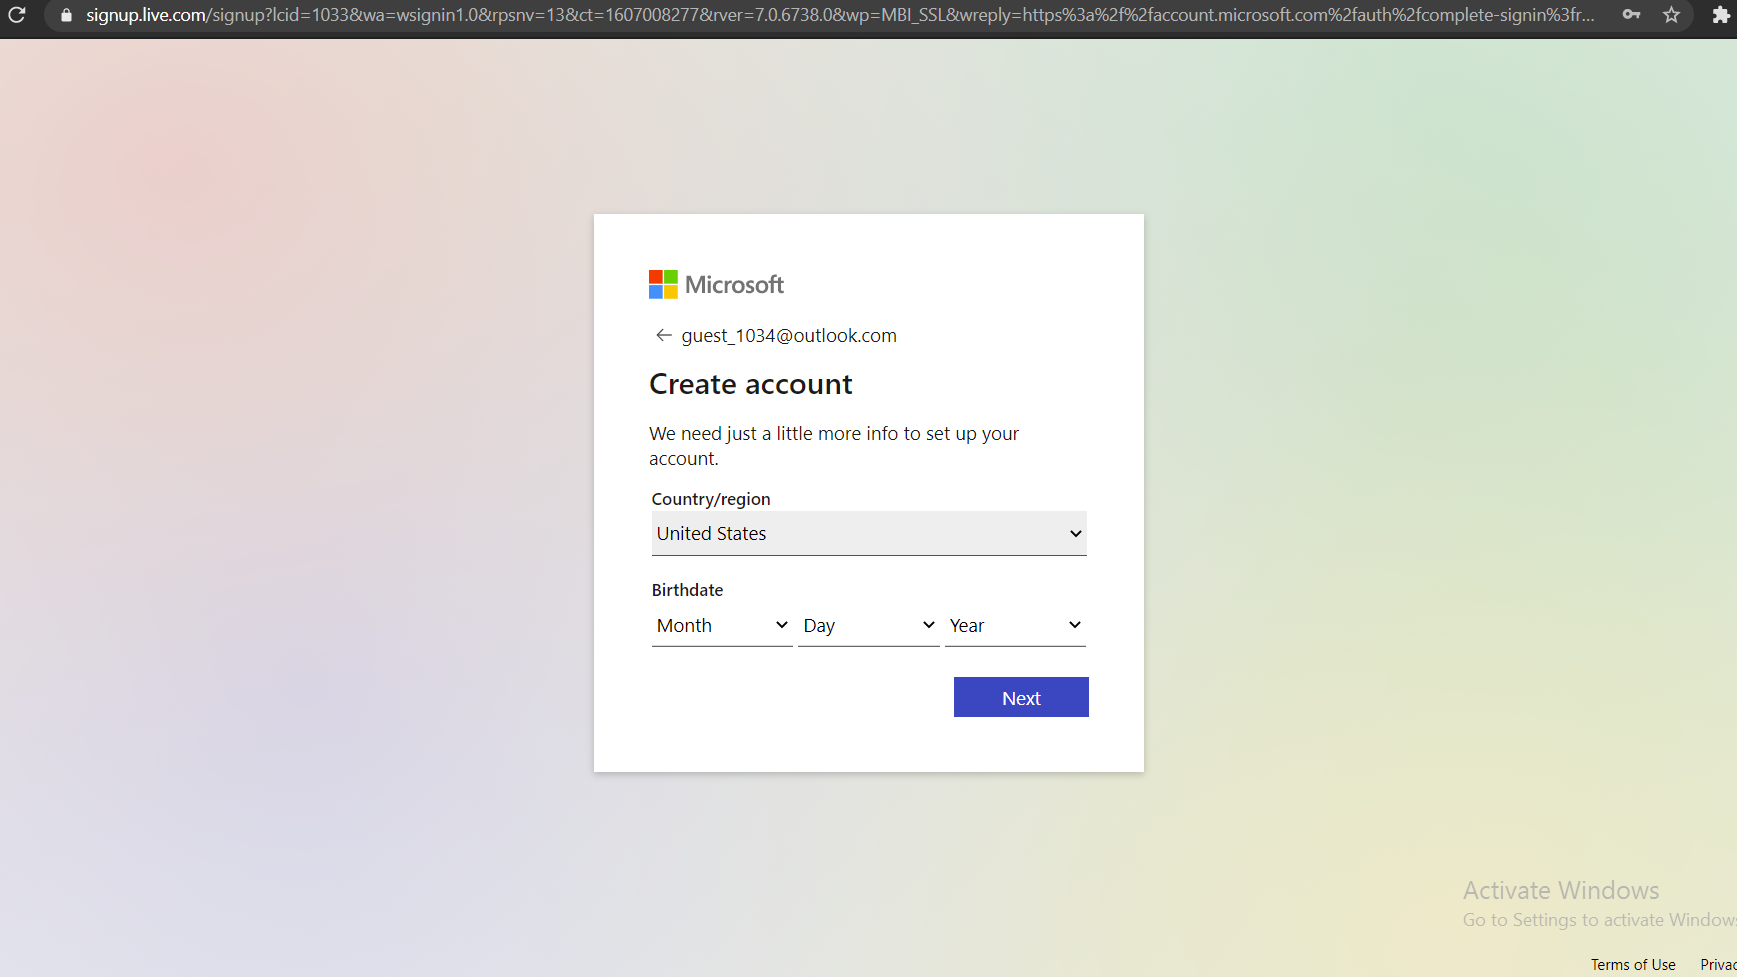 signup.live.com/signup?lcid=1033&wa=wsignin1.0&rpsnv=13&ct=1607008277&rver=7.0.6738.0&wp=MBI_SSL&wreply=https%3a%2f%2faccount.microsoft.com%2fauth%2fcomplete-signin%3fr...
Microsoft
guest_1034@outlook.com
Create account
We need just a little more info to set up your
account.
Country/region
United States
Birthdate
Month Day Year
Next
Activate Windows
Go to Settings to activate Windows
Terms of Use Privac